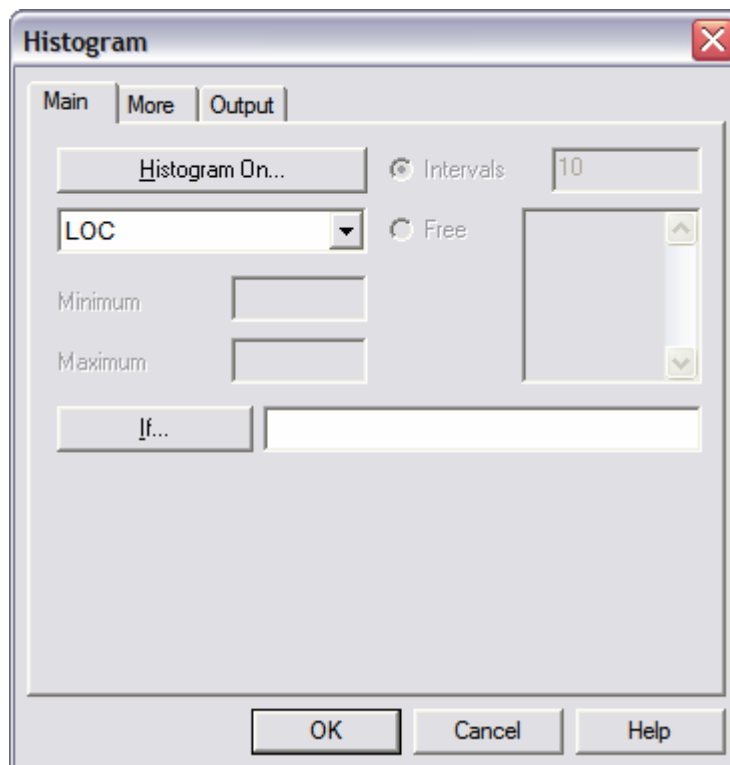 Histogram
Main More Output
Histogram On... Intervals 10
LOC Free
Minimum
Maximum
If...
OK Cancel Help